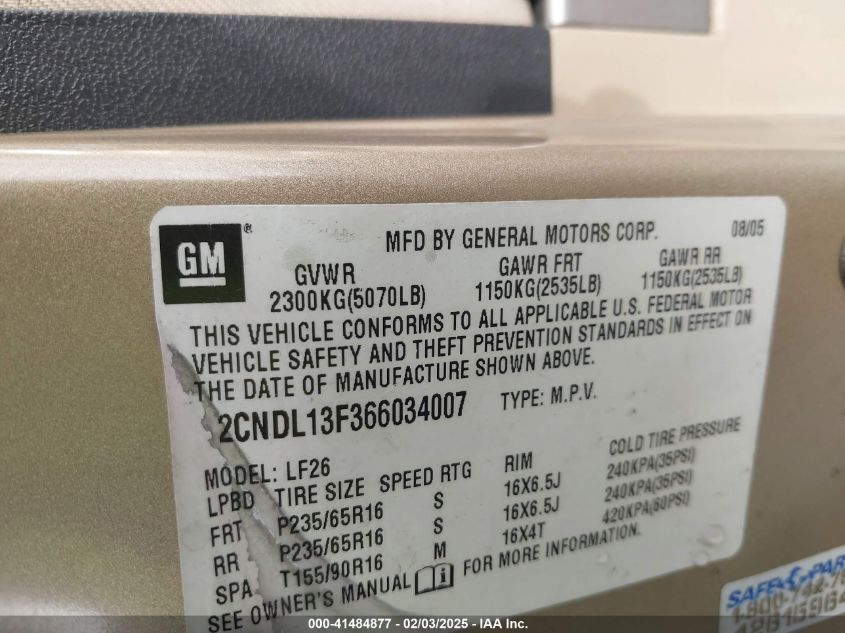 GM®
MFD BY GENERAL MOTORS CORP. 08/05
GVWR GAWR FRT GAWR RR
2300KG(5070LB) 1150KG(2535LB) 1150KG(2535LB)
THIS VEHICLE CONFORMS TO ALL APPLICABLE U.S. FEDERAL MOTOR
VEHICLE SAFETY AND THEFT PREVENTION STANDARDS IN EFFECT ON
THE DATE OF MANUFACTURE SHOWN ABOVE.
2CNDL13F366034007 TYPE: M.P.V.
MODEL: LF26
LPBD TIRE SIZE SPEED RTG RIM COLD TIRE PRESSURE
FRT P235/65R16 S 16X6.5J 240KPA(35PSI)
RR P235/65R16 S 16X6.5J 240KPA(35PSI)
SPA T155/90R16 M 16X4T 420KPA(60PSI)
SEE OWNER'S MANUAL FOR MORE INFORMATION.
000-41484877 - 02/03/2025 - IAA Inc.